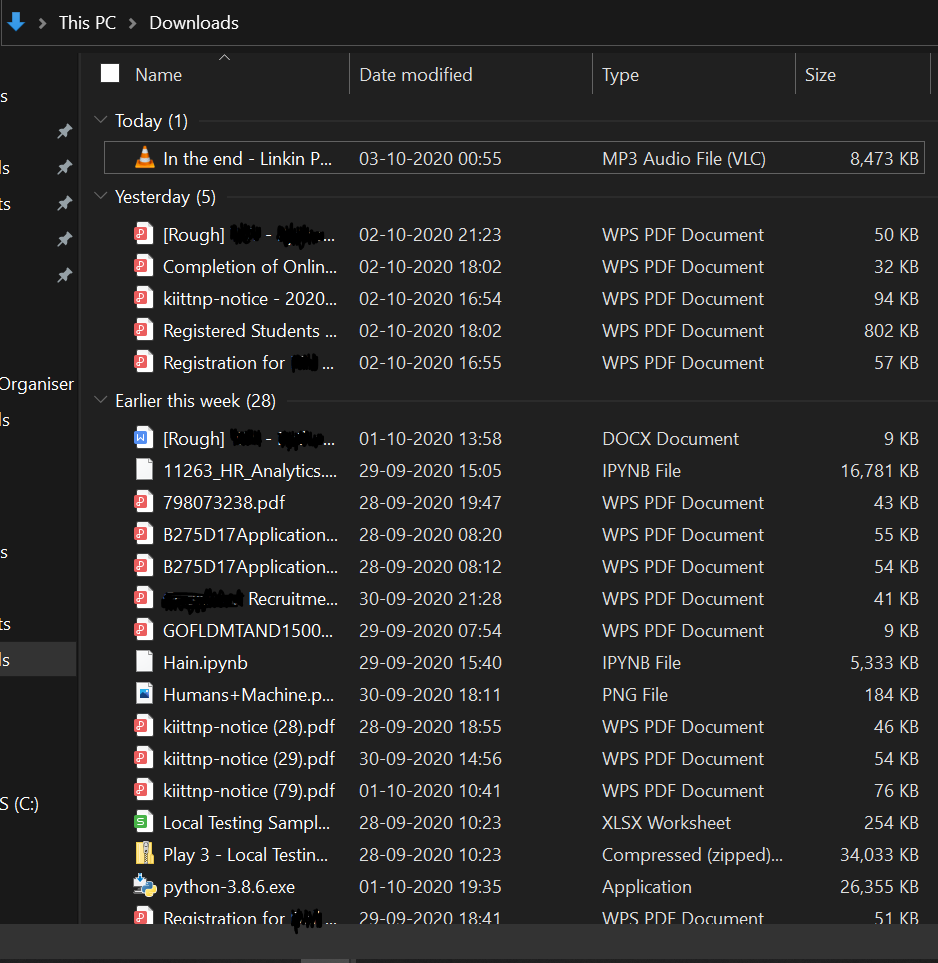 This PC > Downloads
Name Date modified Type Size
s
Today (1)
In the end - Linkin P... 03-10-2020 00:55 MP3 Audio File (VLC) 8,473 KB
ls
Yesterday (5)
ts
[Rough] - ... 02-10-2020 21:23 WPS PDF Document 50 KB
Completion of Onlin... 02-10-2020 18:02 WPS PDF Document 32 KB
kiittnp-notice - 2020... 02-10-2020 16:54 WPS PDF Document 94 KB
Registered Students ... 02-10-2020 18:02 WPS PDF Document 802 KB
Registration for ... 02-10-2020 16:55 WPS PDF Document 57 KB
Organiser
Earlier this week (28)
ls
[Rough] - ... 01-10-2020 13:58 DOCX Document 9 KB
11263_HR_Analytics.... 29-09-2020 15:05 IPYNB File 16,781 KB
798073238.pdf 28-09-2020 19:47 WPS PDF Document 43 KB
B275D17Application... 28-09-2020 08:20 WPS PDF Document 55 KB
s
B275D17Application... 28-09-2020 08:12 WPS PDF Document 54 KB
Recruitme... 30-09-2020 21:28 WPS PDF Document 41 KB
ts
GOFLDMTAND1500... 29-09-2020 07:54 WPS PDF Document 9 KB
ls
Hain.ipynb 29-09-2020 15:40 IPYNB File 5,333 KB
Humans+Machine.p... 30-09-2020 18:11 PNG File 184 KB
kiittnp-notice (28).pdf 28-09-2020 18:55 WPS PDF Document 46 KB
kiittnp-notice (29).pdf 30-09-2020 14:56 WPS PDF Document 54 KB
kiittnp-notice (79).pdf 01-10-2020 10:41 WPS PDF Document 76 KB
S (C:)
Local Testing Sampl... 28-09-2020 10:23 XLSX Worksheet 254 KB
Play 3 - Local Testin... 28-09-2020 10:23 Compressed (zipped)... 34,033 KB
python-3.8.6.exe 01-10-2020 19:35 Application 26,355 KB
Registration for ... 29-09-2020 18:41 WPS PDF Document 51 KB